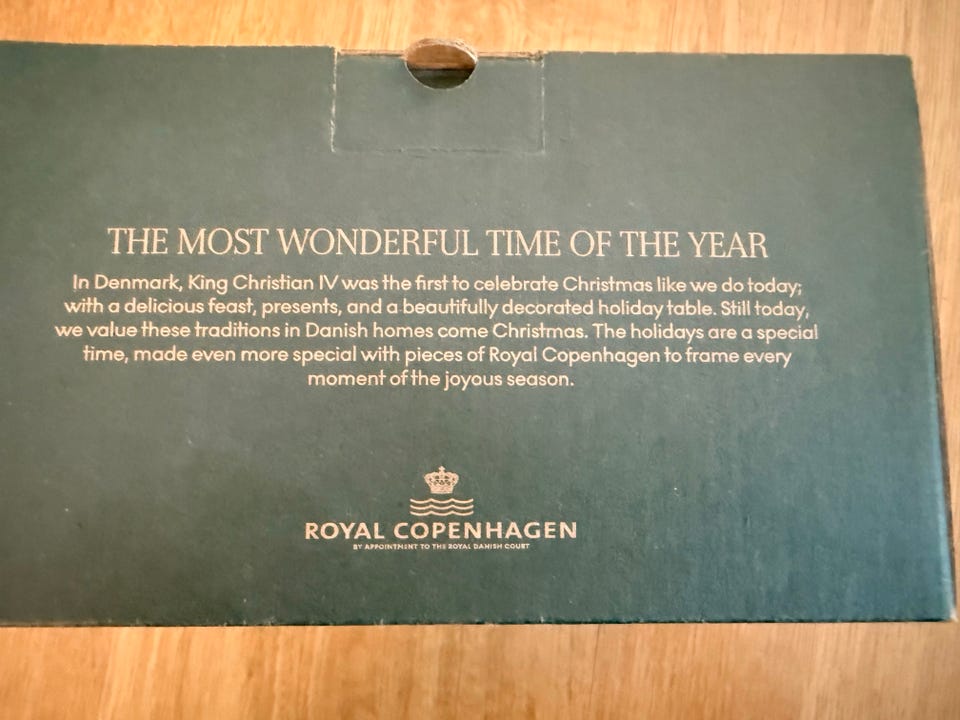 THE MOST WONDERFUL TIME OF THE YEAR
In Denmark, King Christian IV was the first to celebrate Christmas like we do today;
with a delicious feast, presents, and a beautifully decorated holiday table. Still today,
we value these traditions in Danish homes come Christmas. The holidays are a special
time, made even more special with pieces of Royal Copenhagen to frame every
moment of the joyous season.
ROYAL COPENHAGEN
BY APPOINTMENT TO THE ROYAL DANISH COURT